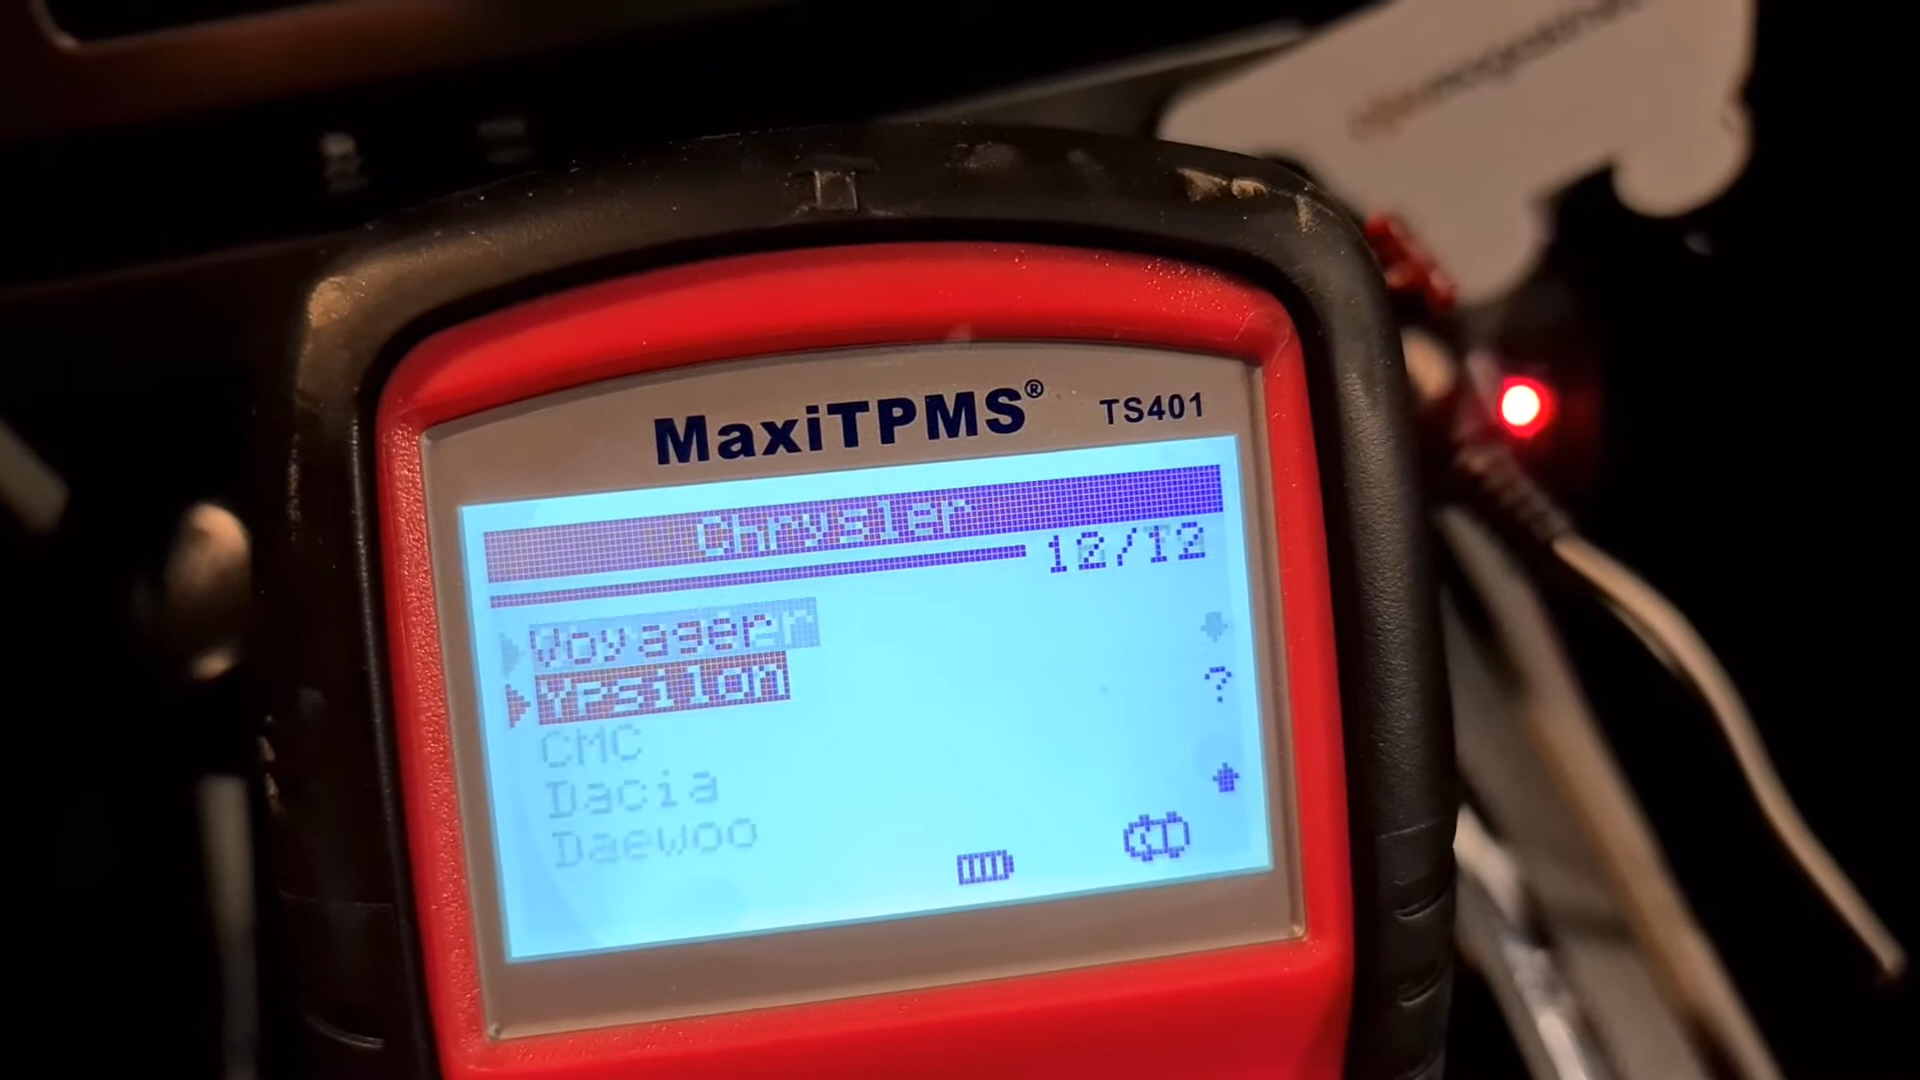 MaxiTPMS® TS401
Chrysler
12/12
Voyager
Ypsilon
?
CMC
Dacia
Daewoo